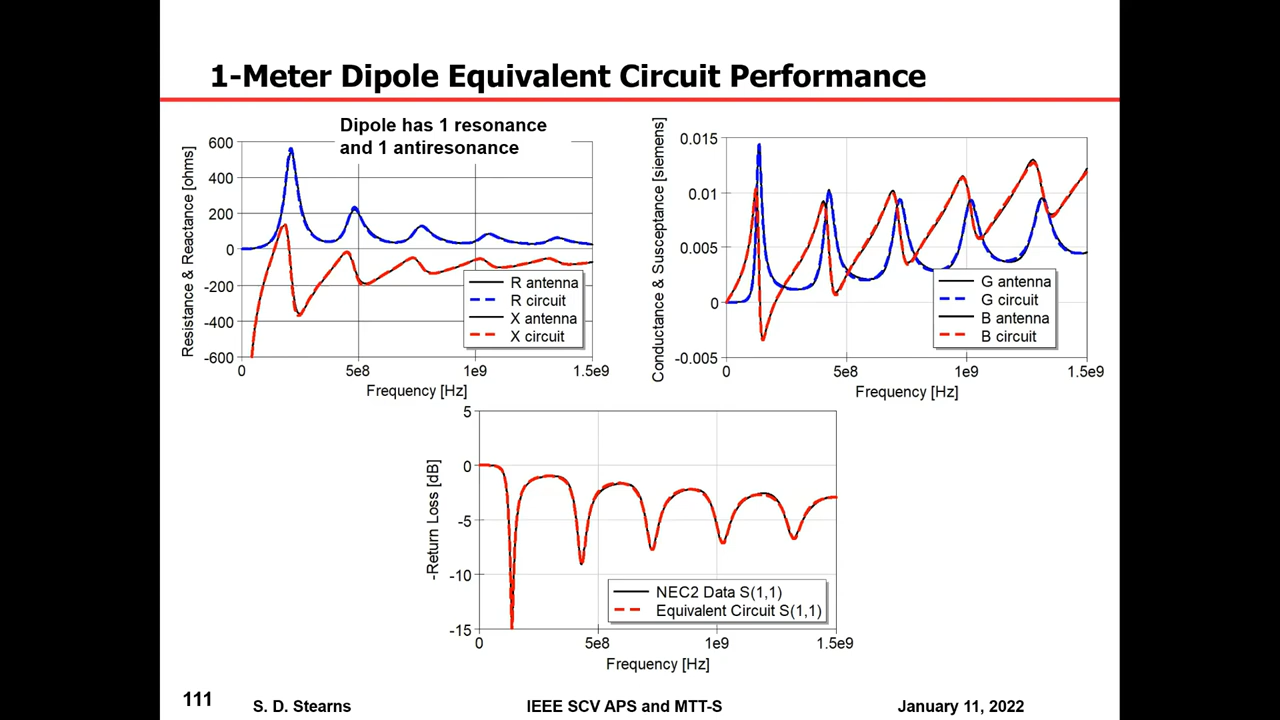 1-Meter Dipole Equivalent Circuit Performance
Dipole has 1 resonance
and 1 antiresonance
Resistance & Reactance [ohms]
600
400
200
0
-200
-400
-600
R antenna
R circuit
X antenna
X circuit
0
5e8
1e9
1.5e9
Frequency [Hz]
Conductance & Susceptance [siemens]
0.015
0.01
0.005
0
-0.005
G antenna
G circuit
B antenna
B circuit
0
5e8
1e9
1.5e9
Frequency [Hz]
-Return Loss [dB]
5
0
-5
-10
-15
NEC2 Data S(1,1)
Equivalent Circuit S(1,1)
0
5e8
1e9
1.5e9
Frequency [Hz]
111
S. D. Stearns
IEEE SCV APS and MTT-S
January 11, 2022